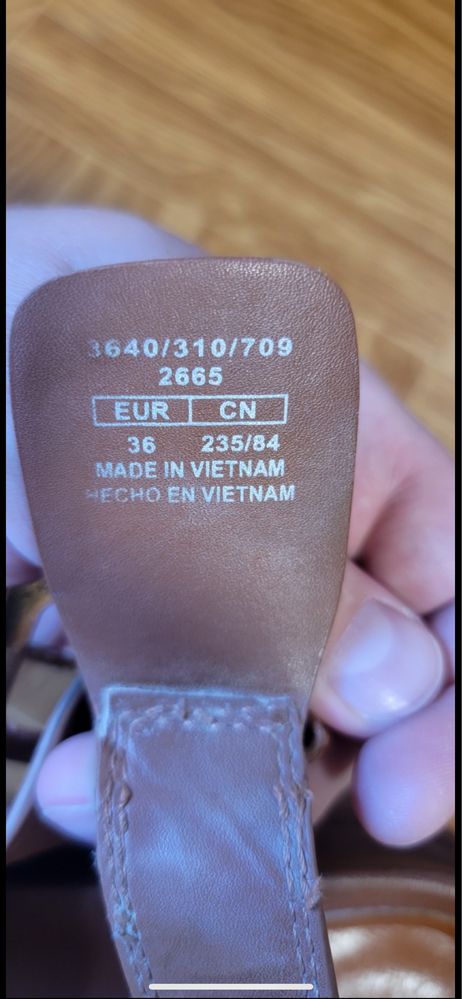 3640/310/709
2665
EUR CN
36 235/84
MADE IN VIETNAM
HECHO EN VIETNAM